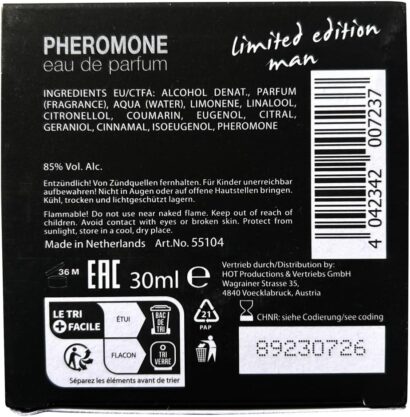 PHEROMONE
eau de parfum
limited edition
man
INGREDIENTS EU/CTFA: ALCOHOL DENAT., PARFUM
(FRAGRANCE), AQUA (WATER), LIMONENE, LINALOOL,
CITRONELLOL, COUMARIN, EUGENOL, CITRAL,
GERANIOL, CINNAMAL, ISOEUGENOL, PHEROMONE
85% Vol. Alc.
Entzündlich! Von Zündquellen fernhalten. Für Kinder unerreichbar
aufbewahren! Nicht in Augen oder auf offene Hautstellen bringen.
Kühl, trocken und lichtgeschützt lagern.
Flammable! Do not use near naked flame. Keep out of reach of
children. Avoid contact with eyes or broken skin. Protect from
sunlight, store in a cool, dry place.
Made in Netherlands Art.No. 55104
4 042342 007237
36 M
EAC
30ml e
Vertrieb durch/Distribution by:
HOT Productions & Vertriebs GmbH
Wagrainer Strasse 35,
4840 Voecklabruck, Austria
LE TRI
+ FACILE
ÉTUI
BAC
DE TRI
FLACON
TRI
VERRE
Séparez les éléments avant de trier
21
PAP
CHNR: siehe Codierung/see coding
89230726